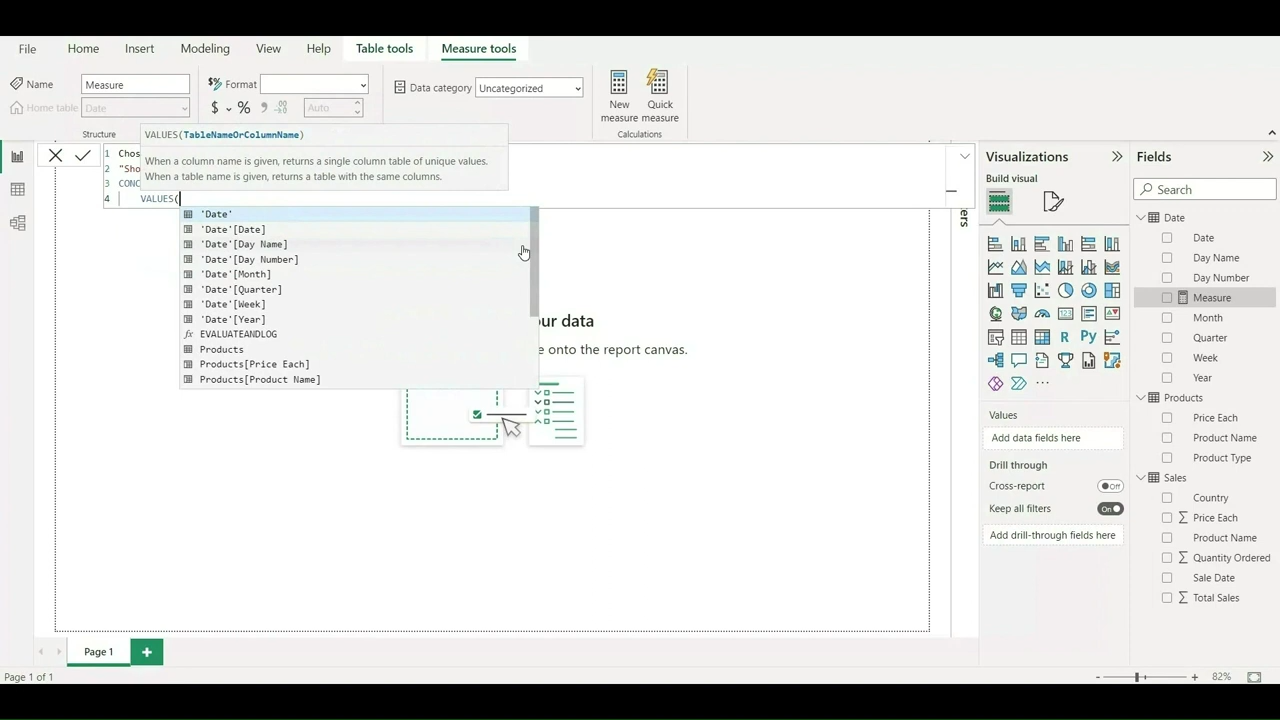 File Home Insert Modeling View Help Table tools Measure tools
Name Measure
Home table Date
Structure
$% Format
$ % 9 Auto
Data category Uncategorized
New measure
Quick measure
Calculations
VALUES(TableNameOrColumnName)
When a column name is given, returns a single column table of unique values.
When a table name is given, returns a table with the same columns.
1 Chos
2 "Sho
3 CONC
4 VALUES(
'Date'
'Date'[Date]
'Date'[Day Name]
'Date'[Day Number]
'Date'[Month]
'Date'[Quarter]
'Date'[Week]
'Date'[Year]
fx EVALUATEANDLOG
Products
Products[Price Each]
Products[Product Name]
our data
e onto the report canvas.
ers
Visualizations
Build visual
123
R Py
...
Values
Add data fields here
Drill through
Cross-report Off
Keep all filters On
Add drill-through fields here
Fields
Search
Date
Date
Day Name
Day Number
Measure
Month
Quarter
Week
Year
Products
Price Each
Product Name
Product Type
Sales
Country
Σ Price Each
Product Name
Σ Quantity Ordered
Sale Date
Σ Total Sales
Page 1 +
Page 1 of 1
- + 82%